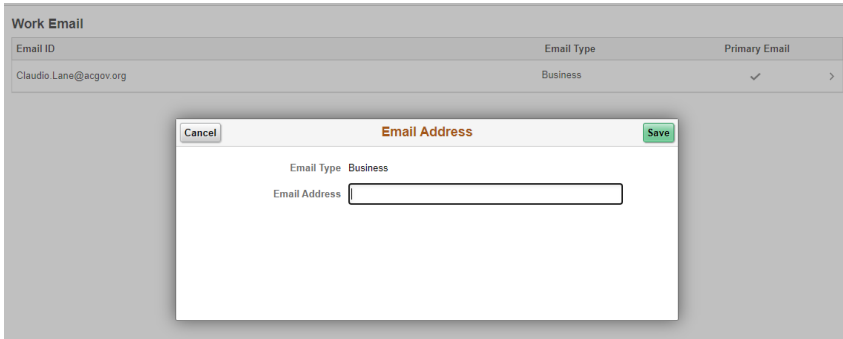 Work Email
Email ID Email Type Primary Email
Claudio.Lane@acgov.org Business
Cancel Email Address Save
Email Type Business
Email Address